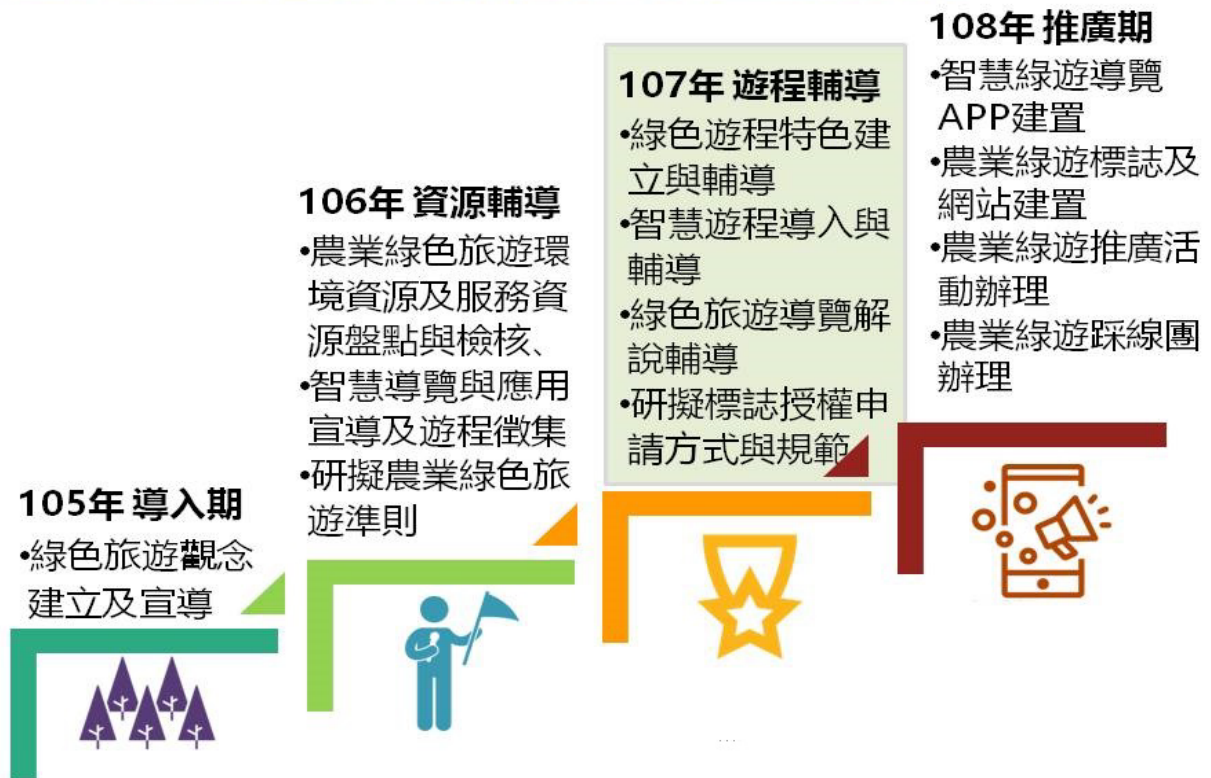 105年 導入期
•綠色旅遊觀念
建立及宣導
106年 資源輔導
•農業綠色旅遊環
境資源及服務資
源盤點與檢核、
•智慧導覽與應用
宣導及遊程徵集
•研擬農業綠色旅
遊準則
107年 遊程輔導
•綠色遊程特色建
立與輔導
•智慧遊程導入與
輔導
•綠色旅遊導覽解
說輔導
•研擬標誌授權申
請方式與規範
108年 推廣期
•智慧綠遊導覽
APP建置
•農業綠遊標誌及
網站建置
•農業綠遊推廣活
動辦理
•農業綠遊踩線團
辦理
...